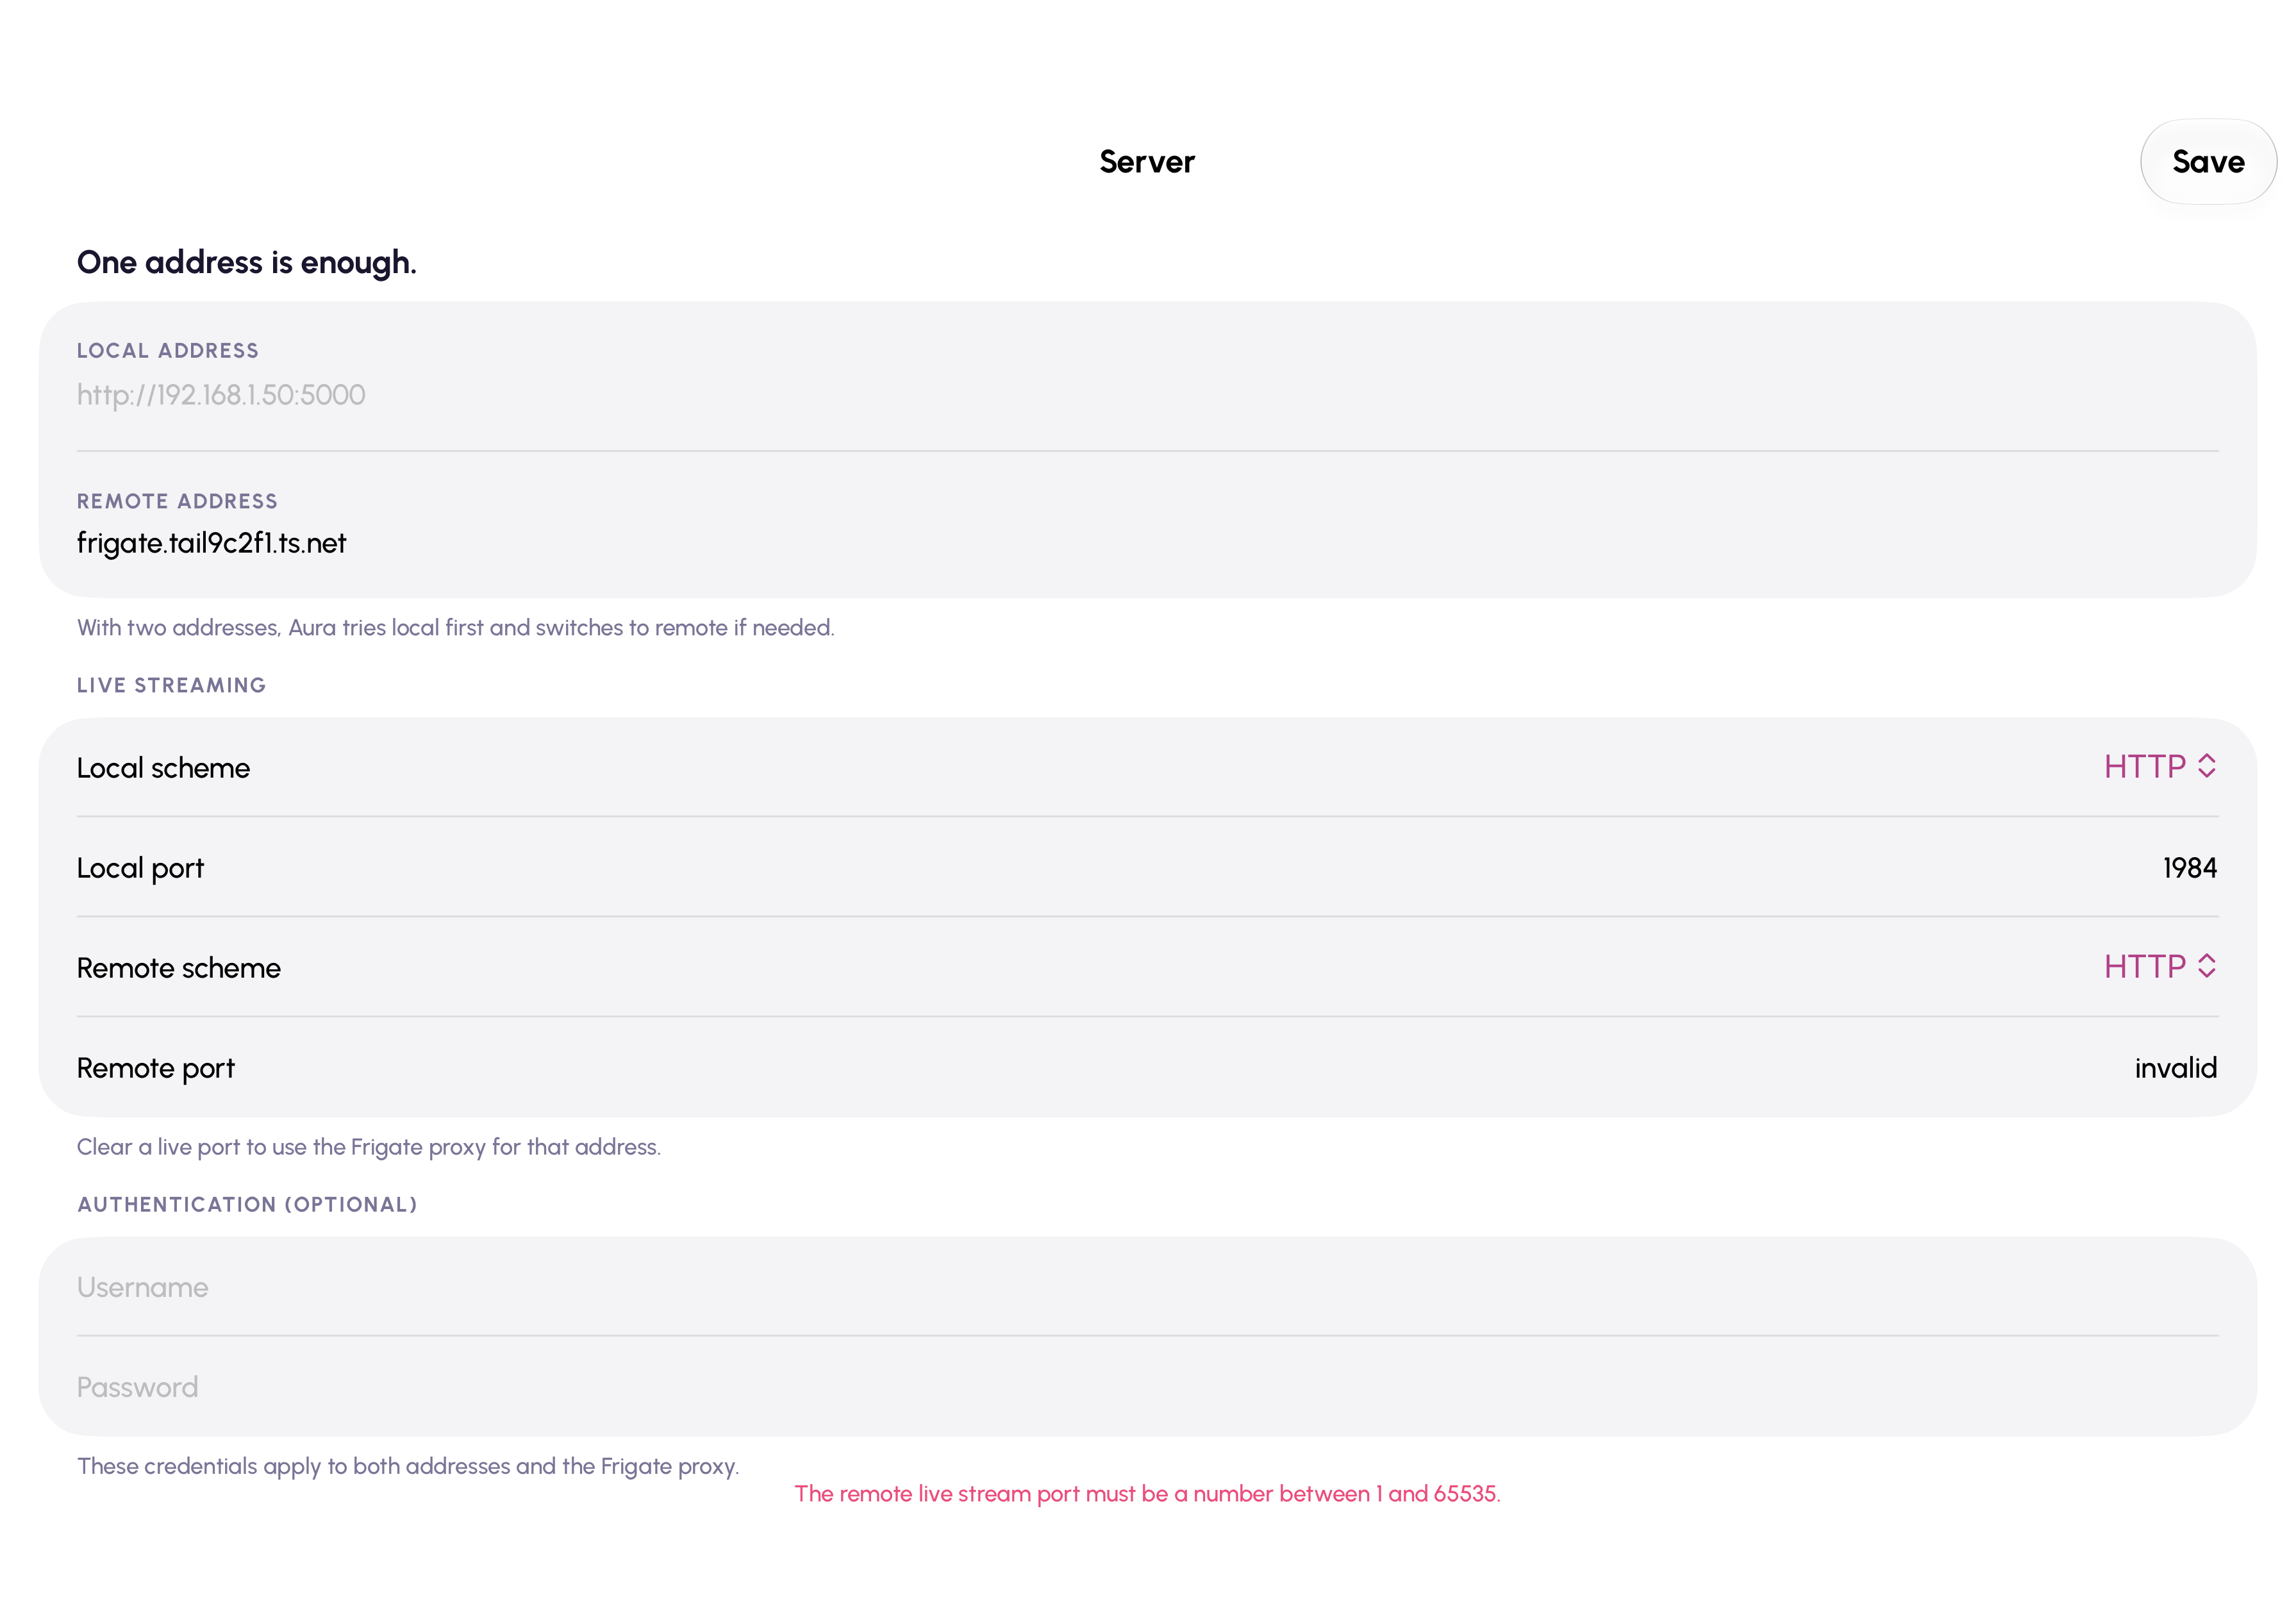 Server
Save
One address is enough.
LOCAL ADDRESS
http://192.168.1.50:5000
REMOTE ADDRESS
frigate.tail9c2f1.ts.net
With two addresses, Aura tries local first and switches to remote if needed.
LIVE STREAMING
Local scheme
HTTP
Local port
1984
Remote scheme
HTTP
Remote port
invalid
Clear a live port to use the Frigate proxy for that address.
AUTHENTICATION (OPTIONAL)
Username
Password
These credentials apply to both addresses and the Frigate proxy.
The remote live stream port must be a number between 1 and 65535.